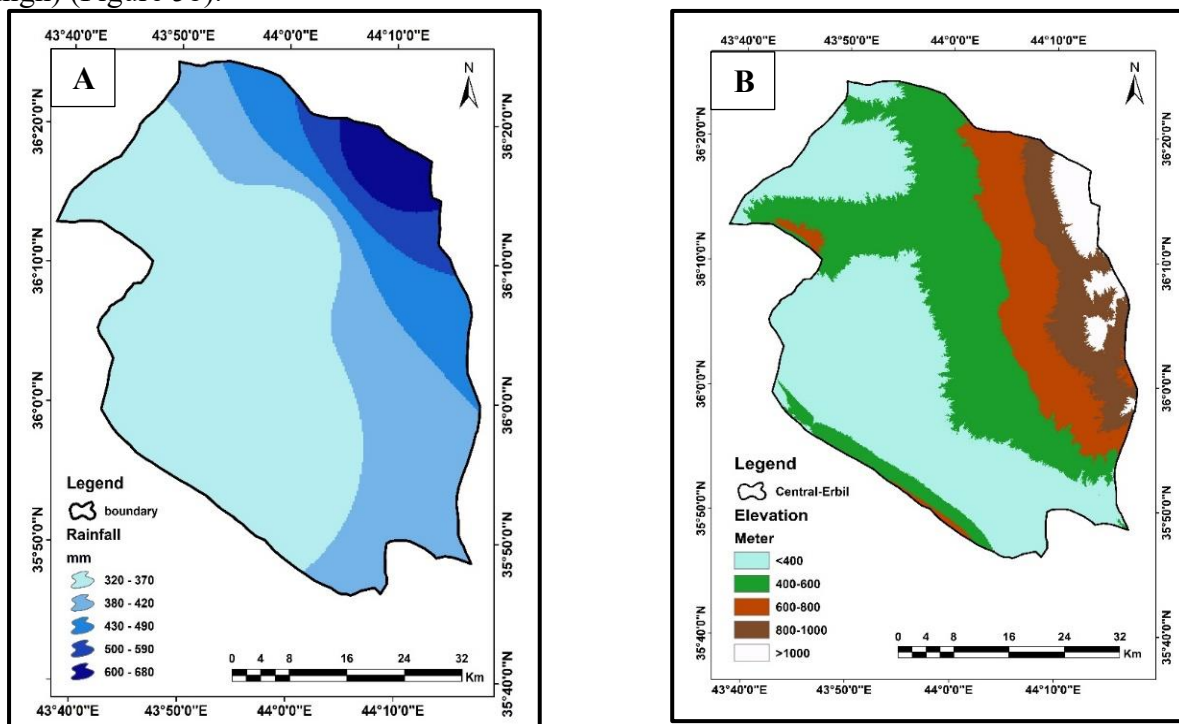 high) (Figure 3b).
A
43°40'0"E 43°50'0"E 44°0'0"E 44°10'0"E
N
36°20'0"N
36°10'0"N
36°0'0"N
35°50'0"N
36°20'0"N
36°10'0"N
36°0'0"N
35°50'0"N
35°40'0"N
Legend
boundary
Rainfall
mm
320 - 370
380 - 420
430 - 490
500 - 590
600 - 680
0 4 8 16 24 32
Km
43°40'0"E 43°50'0"E 44°0'0"E 44°10'0"E
B
43°40'0"E 43°50'0"E 44°0'0"E 44°10'0"E
N
36°20'0"N
36°10'0"N
36°0'0"N
35°50'0"N
35°40'0"N
36°20'0"N
36°10'0"N
36°0'0"N
35°50'0"N
35°40'0"N
Legend
Central-Erbil
Elevation
Meter
<400
400-600
600-800
800-1000
>1000
0 4 8 16 24 32
Km
43°40'0"E 43°50'0"E 44°0'0"E 44°10'0"E